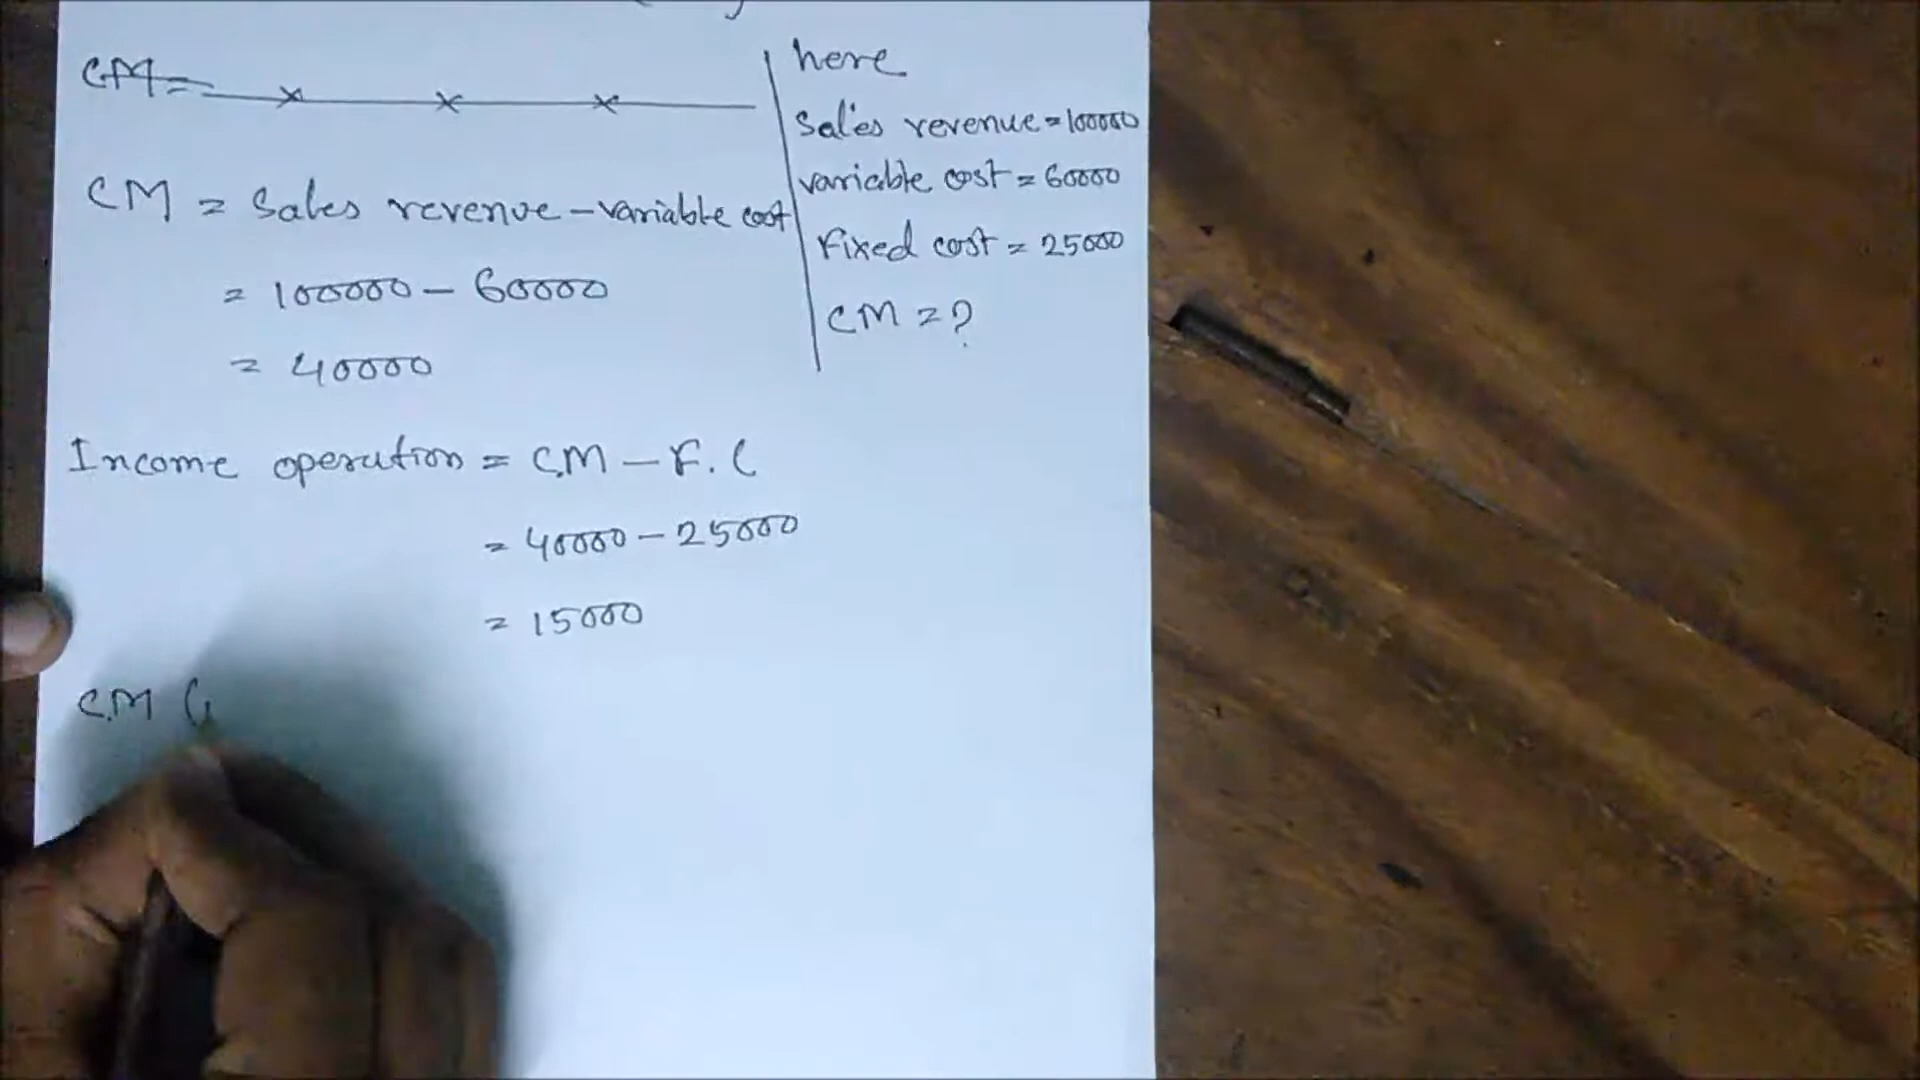 CM=
CM = Sales revenue - variable cost
= 100000 - 60000
= 40000
here
Sales revenue = 100000
variable cost = 60000
Fixed cost = 25000
CM = ?
Income operation = C.M - F.C
= 40000 - 25000
= 15000
C.M (